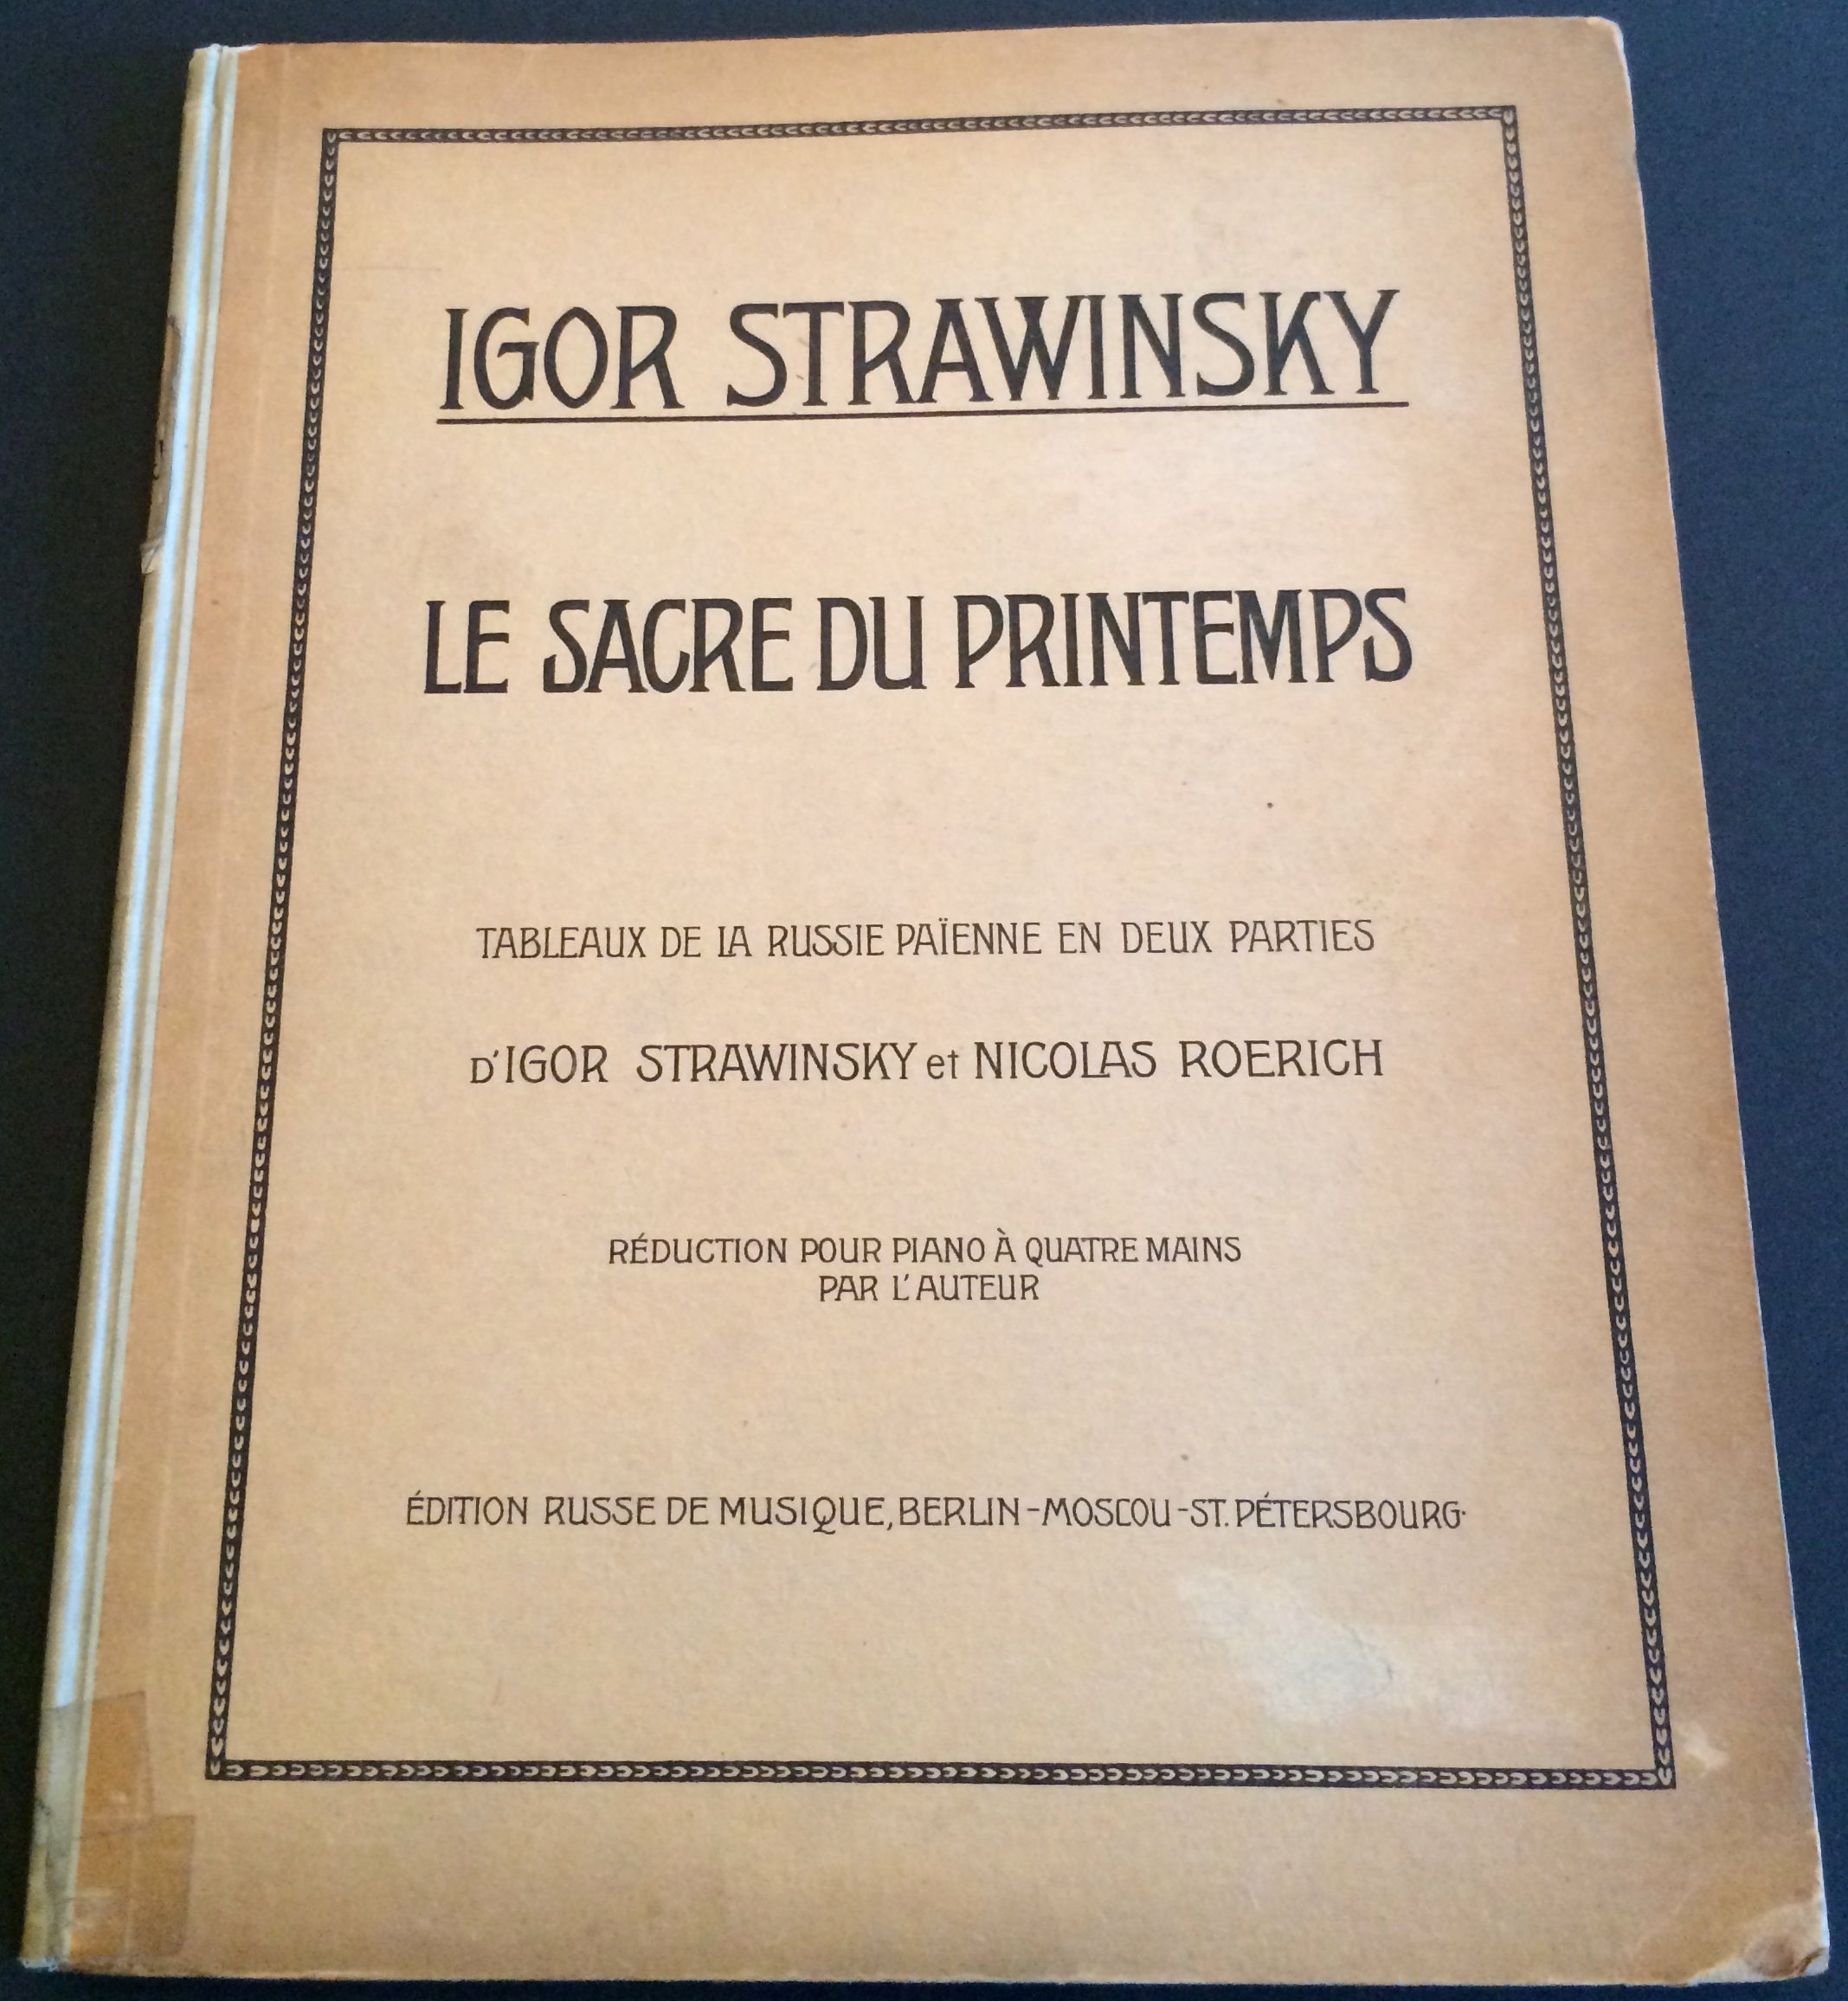 IGOR STRAWINSKY
LE SACRE DU PRINTEMPS
TABLEAUX DE LA RUSSIE PAÏENNE EN DEUX PARTIES
D'IGOR STRAWINSKY et NICOLAS ROERICH
RÉDUCTION POUR PIANO À QUATRE MAINS
PAR L'AUTEUR
ÉDITION RUSSE DE MUSIQUE, BERLIN-MOSCOU-ST. PÉTERSBOURG.